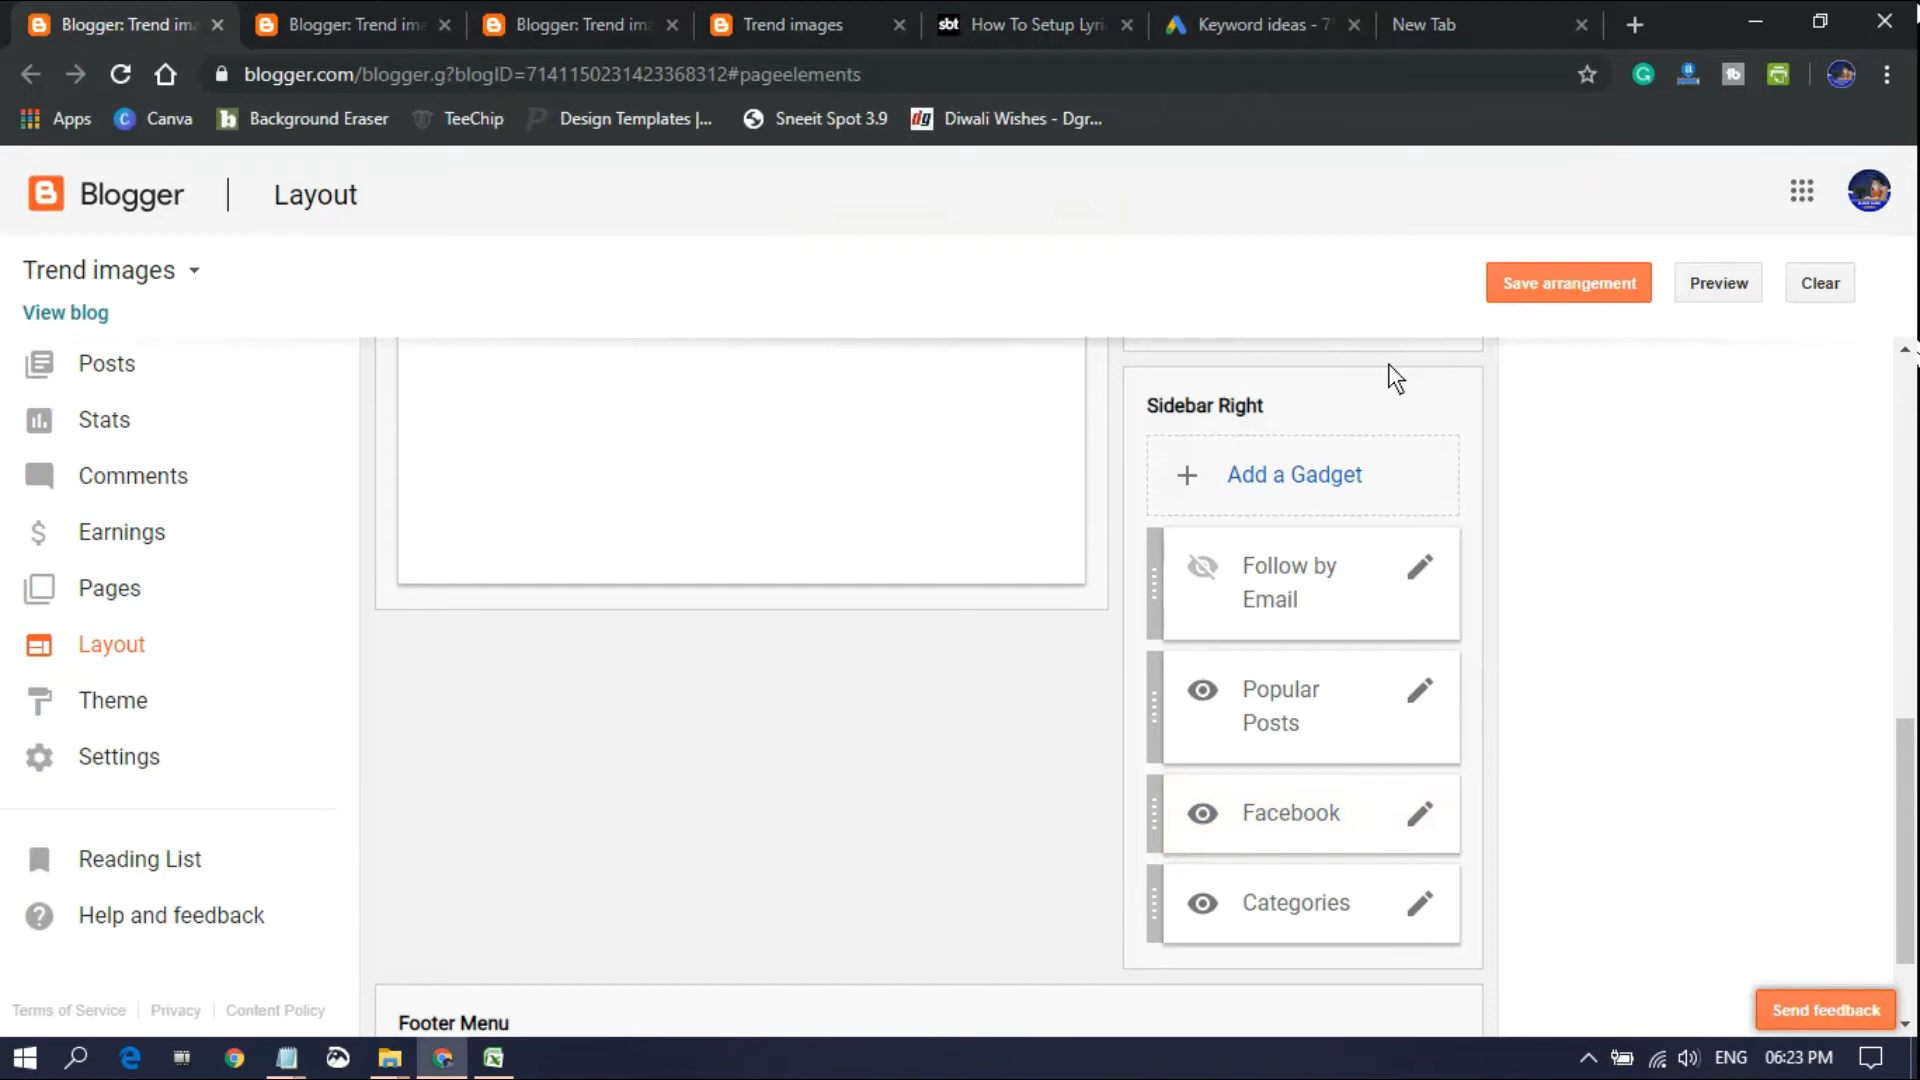 Blogger: Trend ima
Blogger: Trend im
Blogger: Trend im
Trend images
sbt How To Setup Lyri
Keyword ideas - 7
New Tab
blogger.com/blogger.g?blogID=7141150231423368312#pageelements
Apps
Canva
Background Eraser
TeeChip
Design Templates |...
Sneeit Spot 3.9
dg Diwali Wishes - Dgr...
Blogger
Layout
Trend images
View blog
Save arrangement
Preview
Clear
Posts
Stats
Comments
Earnings
Pages
Layout
Theme
Settings
Reading List
Help and feedback
Terms of Service
Privacy
Content Policy
Sidebar Right
Add a Gadget
Follow by
Email
Popular
Posts
Facebook
Categories
Footer Menu
Send feedback
ENG
06:23 PM